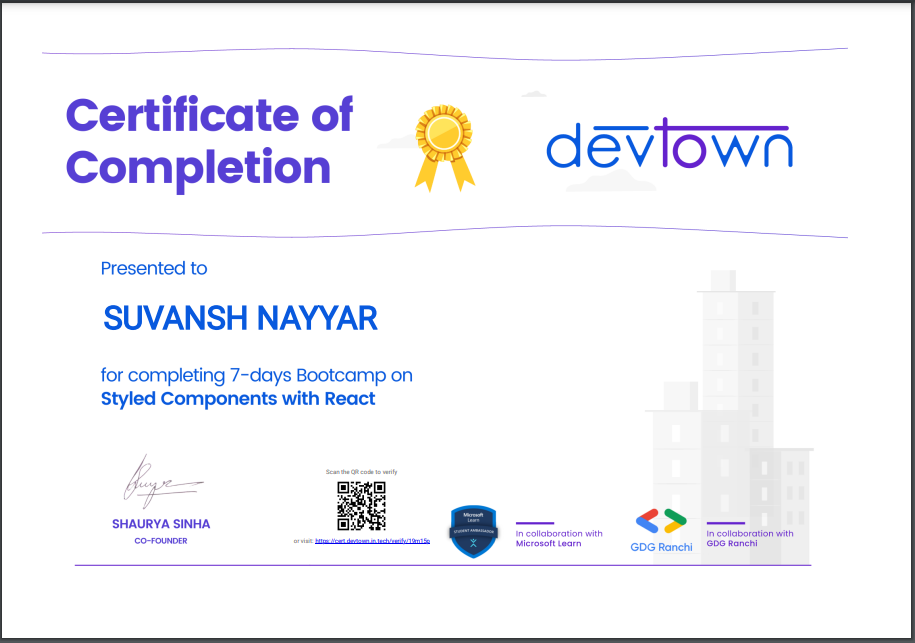 Certificate of
Completion
devtown
Presented to
SUVANSH NAYYAR
for completing 7-days Bootcamp on
Styled Components with React
SHAURYA SINHA
CO-FOUNDER
Scan the QR code to verify
or visit: https://cert.devtown.in.tech/verify/19m15p
Microsoft
Learn
STUDENT AMBASSADOR
In collaboration with
Microsoft Learn
GDG Ranchi
In collaboration with
GDG Ranchi